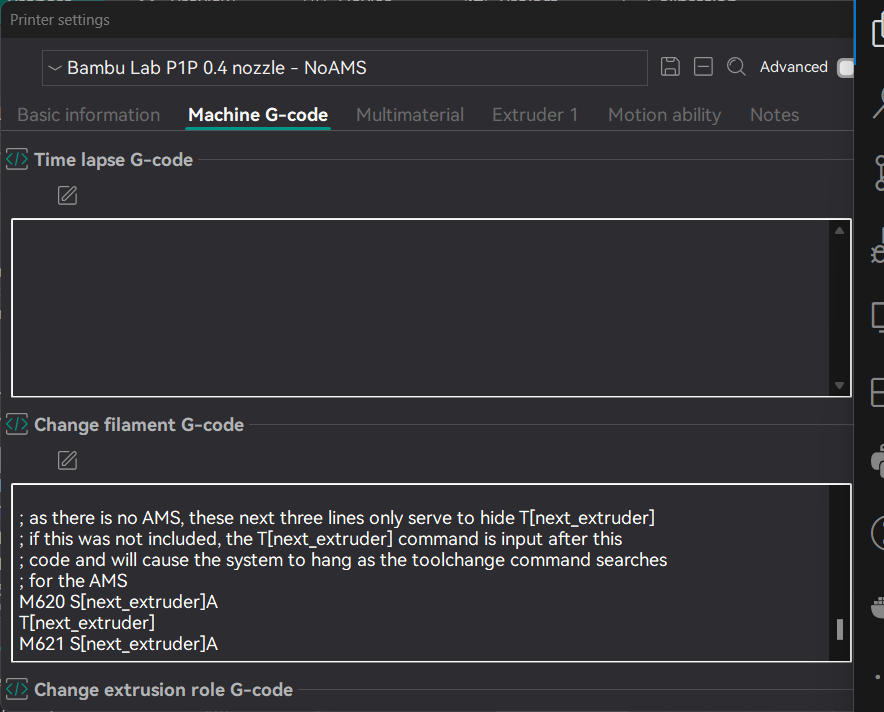 Printer settings
Bambu Lab P1P 0.4 nozzle - NoAMS
Advanced
Basic information
Machine G-code
Multimaterial
Extruder 1
Motion ability
Notes
Time lapse G-code
Change filament G-code
; as there is no AMS, these next three lines only serve to hide T[next_extruder]
; if this was not included, the T[next_extruder] command is input after this
; code and will cause the system to hang as the toolchange command searches
; for the AMS
M620 S[next_extruder]A
T[next_extruder]
M621 S[next_extruder]A
Change extrusion role G-code